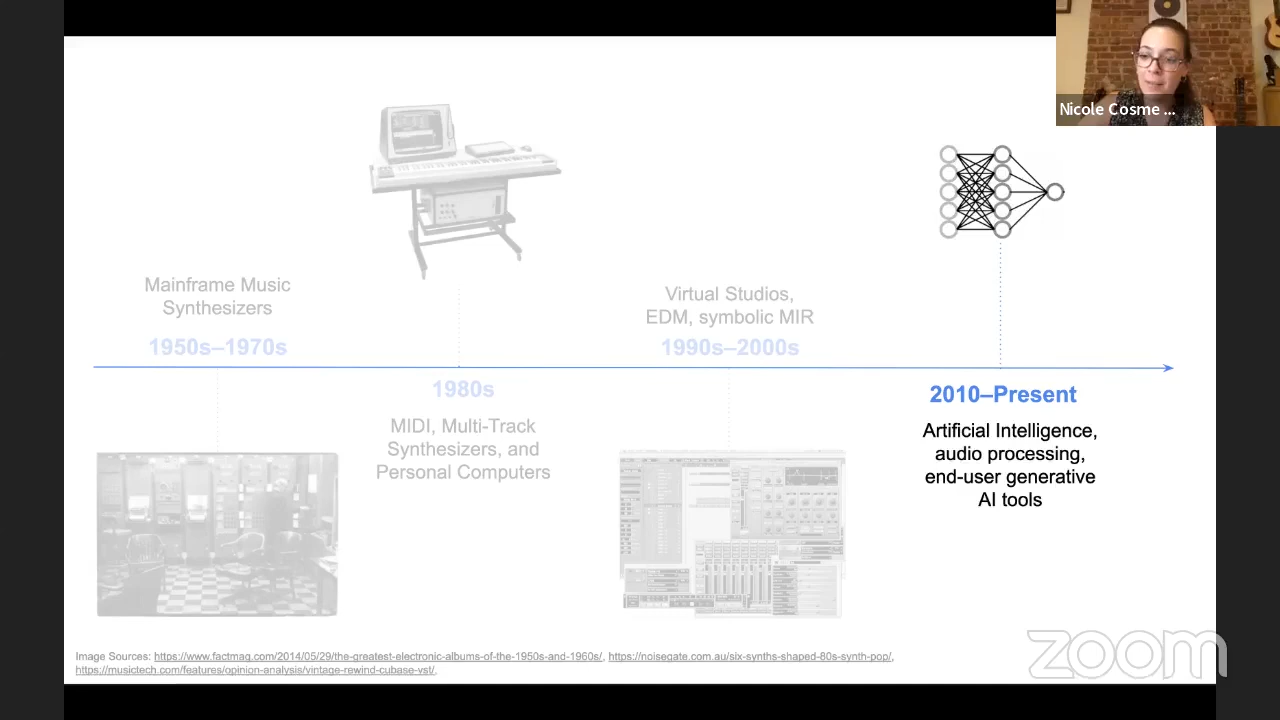 Nicole Cosme ...
Mainframe Music
Synthesizers
1950s–1970s
1980s
MIDI, Multi-Track
Synthesizers, and
Personal Computers
Virtual Studios,
EDM, symbolic MIR
1990s–2000s
2010–Present
Artificial Intelligence,
audio processing,
end-user generative
AI tools
Image Sources: https://www.factmag.com/2014/05/29/the-greatest-electronic-albums-of-the-1950s-and-1960s/, https://noisegate.com.au/six-synths-shaped-80s-synth-pop/,
https://musictech.com/features/opinion-analysis/vintage-rewind-cubase-vst/.
zoom